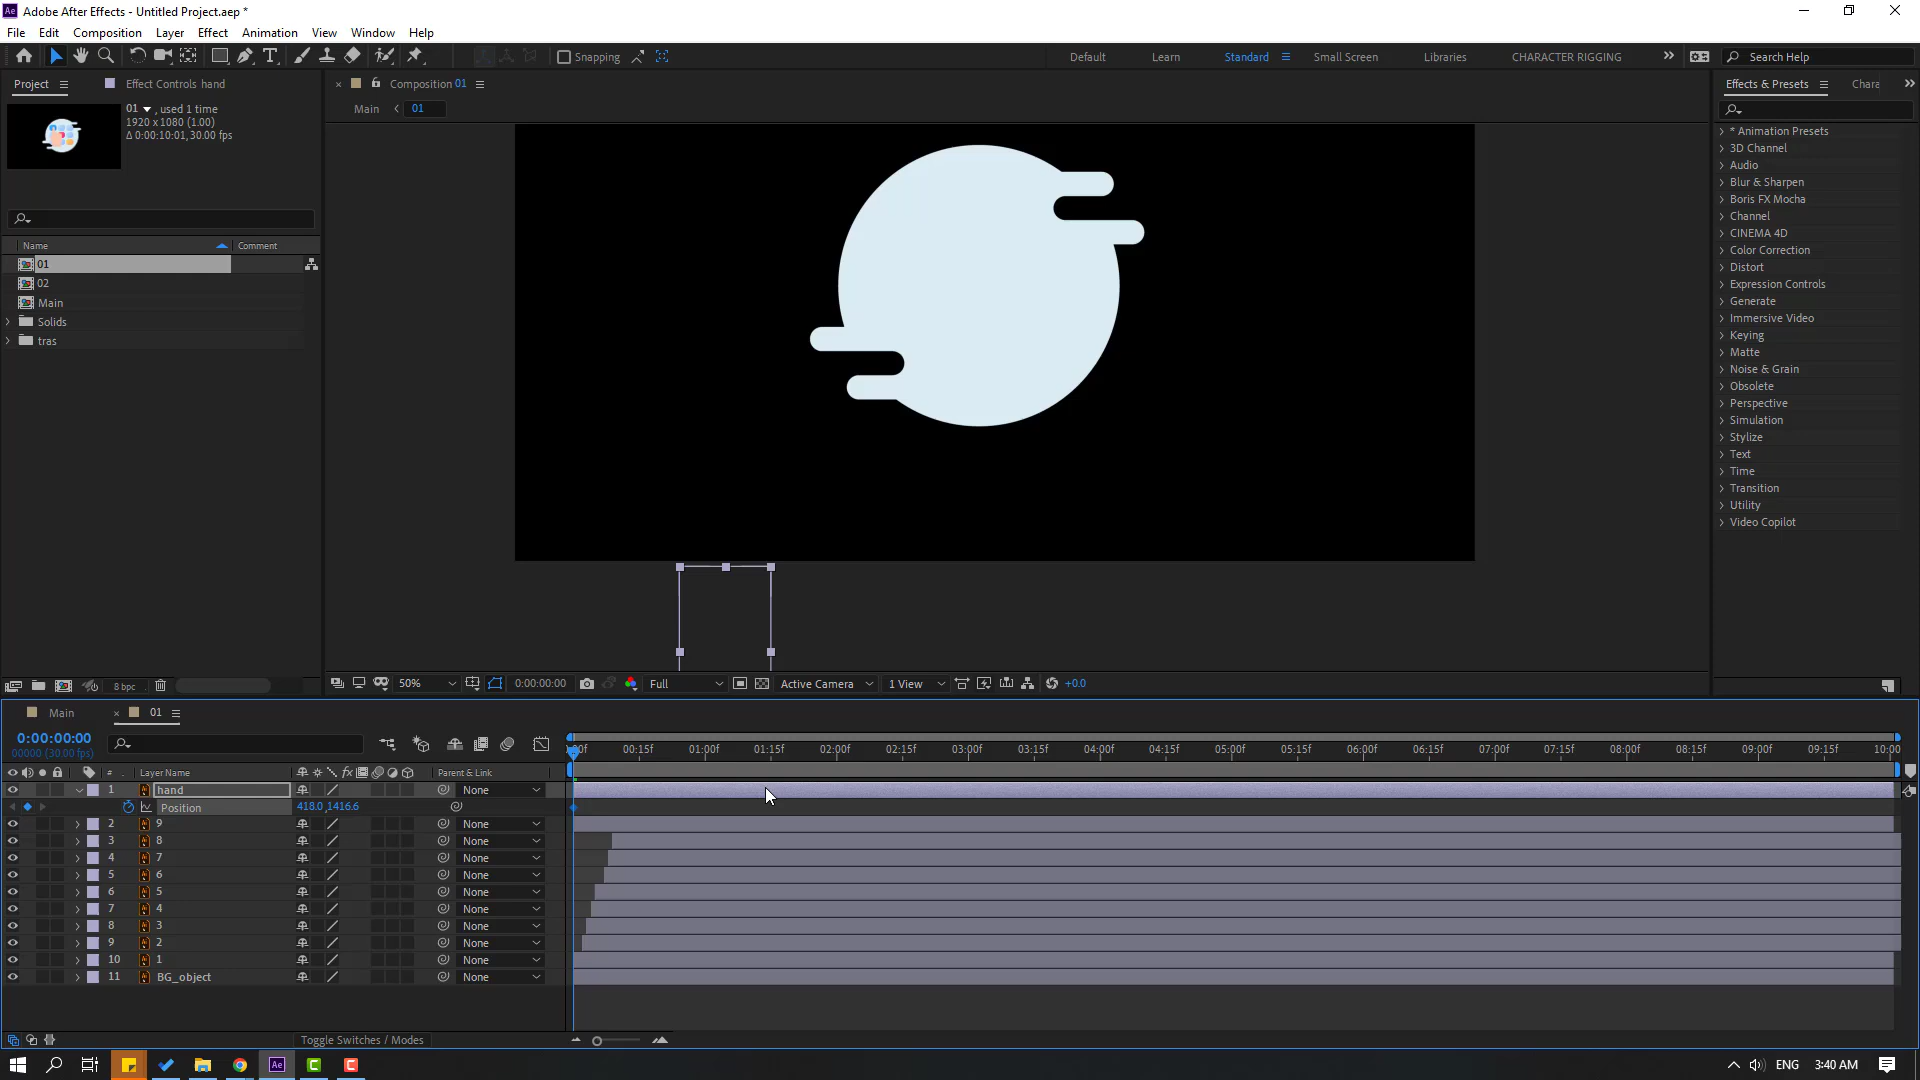 Adobe After Effects - Untitled Project.aep *
File Edit Composition Layer Effect Animation View Window Help
Snapping Default Learn Standard Small Screen Libraries CHARACTER RIGGING Search Help
Project Effect Controls hand
01 , used 1 time
1920 x 1080 (1.00)
Δ 0:00:10:01, 30.00 fps
Name Comment
01
02
Main
Solids
tras
8 bpc
Composition 01
Main 01
50% 0:00:00:00 Full Active Camera 1 View +0.0
Effects & Presets Chara
* Animation Presets
3D Channel
Audio
Blur & Sharpen
Boris FX Mocha
Channel
CINEMA 4D
Color Correction
Distort
Expression Controls
Generate
Immersive Video
Keying
Matte
Noise & Grain
Obsolete
Perspective
Simulation
Stylize
Text
Time
Transition
Utility
Video Copilot
Main 01
0:00:00:00
00000 (30.00 fps)
00f 00:15f 01:00f 01:15f 02:00f 02:15f 03:00f 03:15f 04:00f 04:15f 05:00f 05:15f 06:00f 06:15f 07:00f 07:15f 08:00f 08:15f 09:00f 09:15f 10:00
# Layer Name fx Parent & Link
1 hand None
Position 418.0, 1416.6
2 9 None
3 8 None
4 7 None
5 6 None
6 5 None
7 4 None
8 3 None
9 2 None
10 1 None
11 BG_object None
Toggle Switches / Modes
ENG 3:40 AM